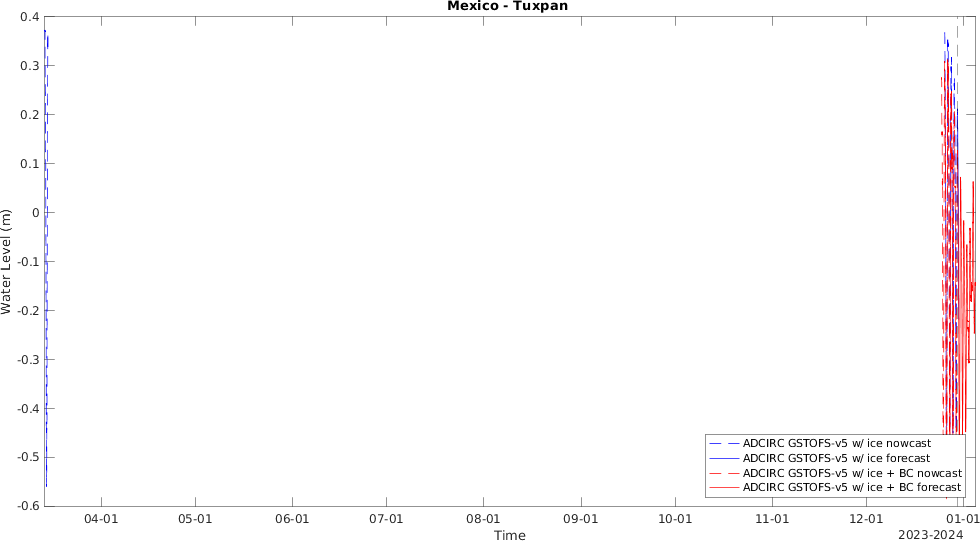 Mexico - Tuxpan
Water Level (m)
0.4
0.3
0.2
0.1
0
-0.1
-0.2
-0.3
-0.4
-0.5
-0.6
ADCIRC GSTOFS-v5 w/ ice nowcast
ADCIRC GSTOFS-v5 w/ ice forecast
ADCIRC GSTOFS-v5 w/ ice + BC nowcast
ADCIRC GSTOFS-v5 w/ ice + BC forecast
04-01 05-01 06-01 07-01 08-01 09-01 10-01 11-01 12-01 01-01
Time
2023-2024